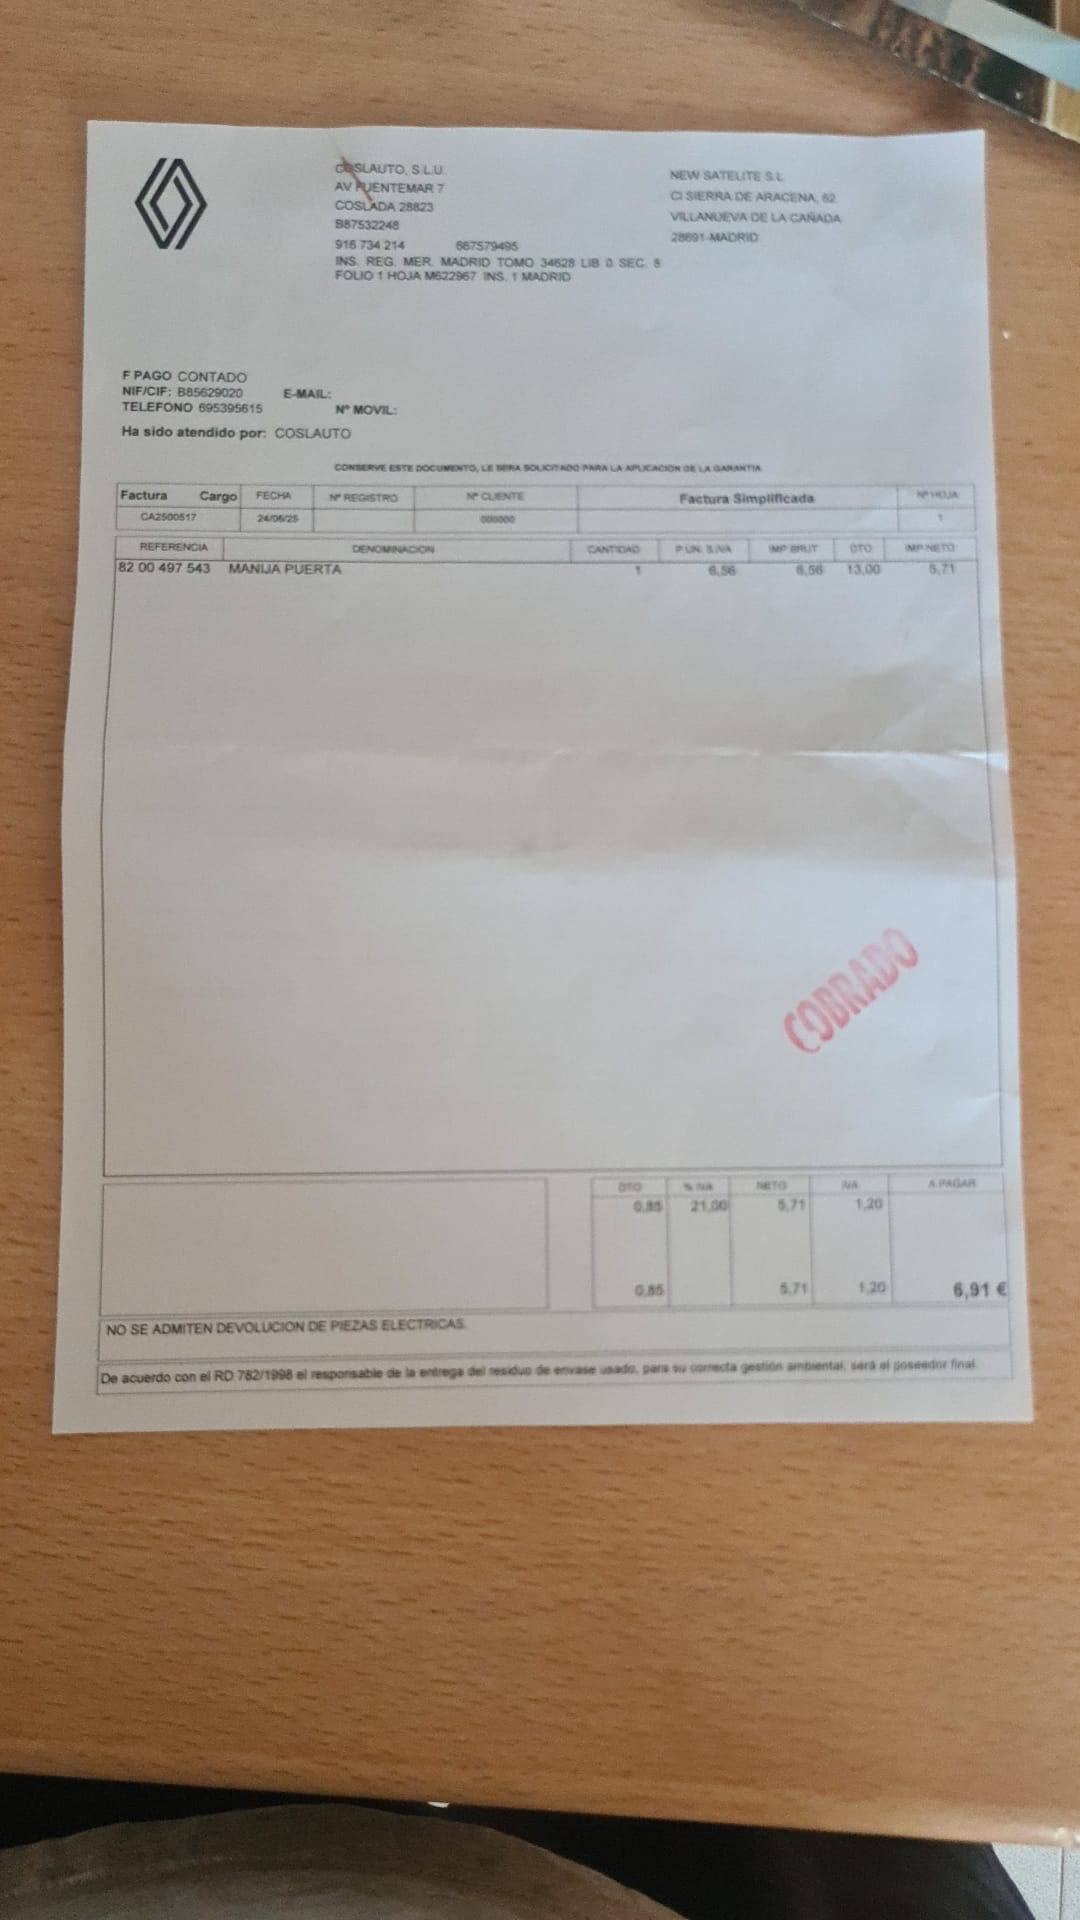 COSLAUTO, S.L.U.
AV FUENTEMAR 7
COSLADA 28823
B87532248
916 734 214 667579495
INS. REG. MER. MADRID TOMO 34628 LIB 0 SEC. 8
FOLIO 1 HOJA M622967 INS. 1 MADRID
NEW SATELITE S.L
C/ SIERRA DE ARACENA, 62
VILLANUEVA DE LA CAÑADA
28691-MADRID
F PAGO CONTADO
NIF/CIF: B85629020 E-MAIL:
TELEFONO 695395615 Nº MOVIL:
Ha sido atendido por: COSLAUTO
CONSERVE ESTE DOCUMENTO, LE SERA SOLICITADO PARA LA APLICACION DE LA GARANTIA
Factura Cargo FECHA Nº REGISTRO Nº CLIENTE Factura Simplificada Nº HOJA
CA2500517 24/06/25 000000 1
REFERENCIA DENOMINACION CANTIDAD P.UN. S.IVA IMP BRUT DTO IMP NETO
82 00 497 543 MANIJA PUERTA 1 6,56 6,56 13,00 5,71
COBRADO
DTO % IVA NETO IVA A PAGAR
0,85 21,00 5,71 1,20
0,85 5,71 1,20 6,91 €
NO SE ADMITEN DEVOLUCION DE PIEZAS ELECTRICAS.
De acuerdo con el RD 782/1998 el responsable de la entrega del residuo de envase usado, para su correcta gestión ambiental, será el poseedor final.